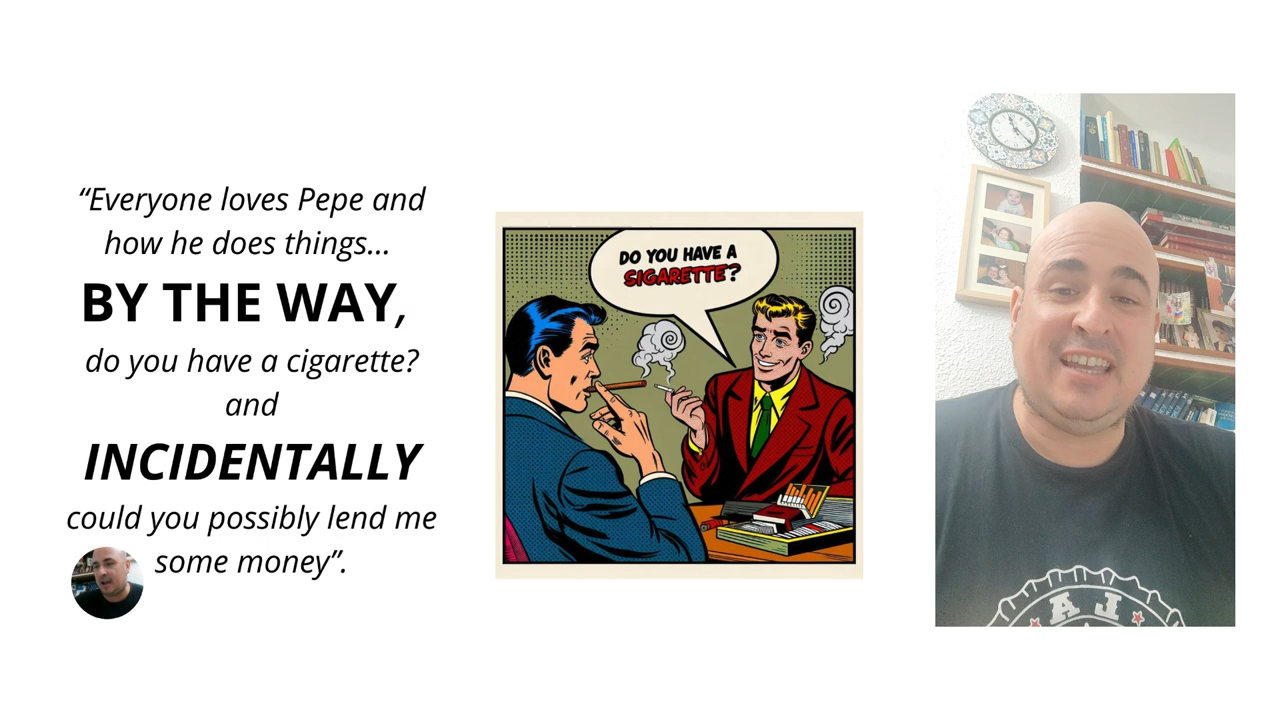 “Everyone loves Pepe and
how he does things...
BY THE WAY,
do you have a cigarette?
and
INCIDENTALLY
could you possibly lend me
some money”.
DO YOU HAVE A
SIGARETTE?
A J